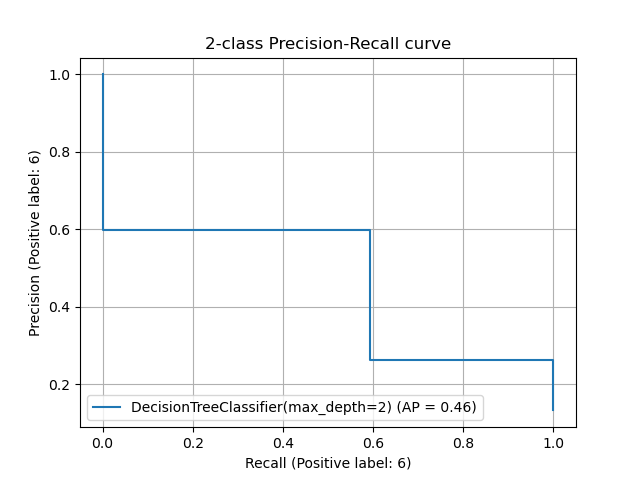 2-class Precision-Recall curve
1.0
0.8
0.6
0.4
0.2
Precision (Positive label: 6)
DecisionTreeClassifier(max_depth=2) (AP = 0.46)
0.0 0.2 0.4 0.6 0.8 1.0
Recall (Positive label: 6)